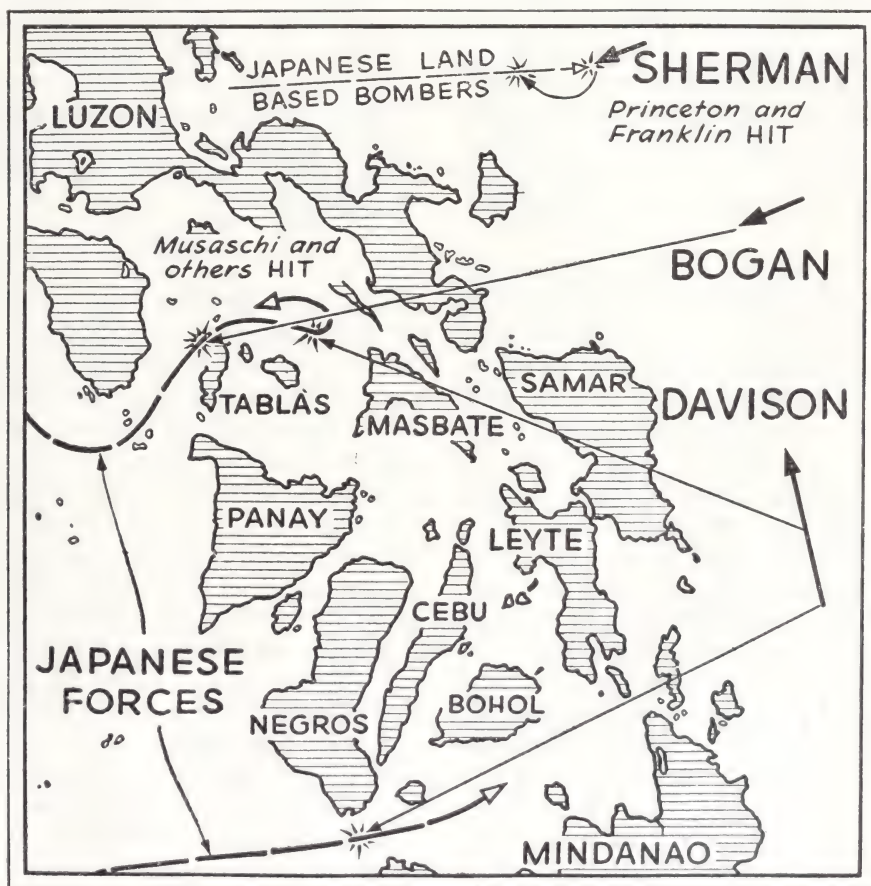 JAPANESE LAND
BASED BOMBERS
SHERMAN
Princeton and
Franklin HIT
LUZON
Musaschi and
others HIT
BOGAN
SAMAR
DAVISON
TABLÀS
MASBATE
PANAY
LEYTE
CEBU
JAPANESE
FORCES
NEGROS
BOHOL
MINDANAO